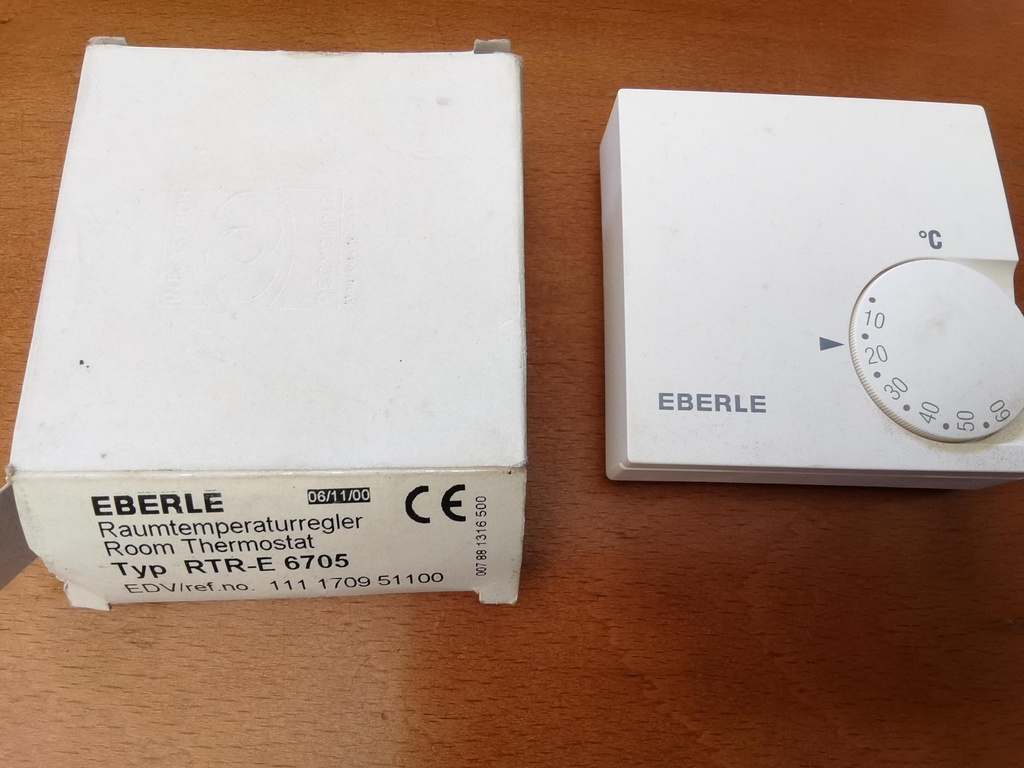 EBERLE 06/11/00
Raumtemperaturregler
Room Thermostat
Typ RTR-E 6705
EDV/ref.no. 111 1709 51100
CE
007 88 1316 500
°C
10
20
30
40
50
60
EBERLE